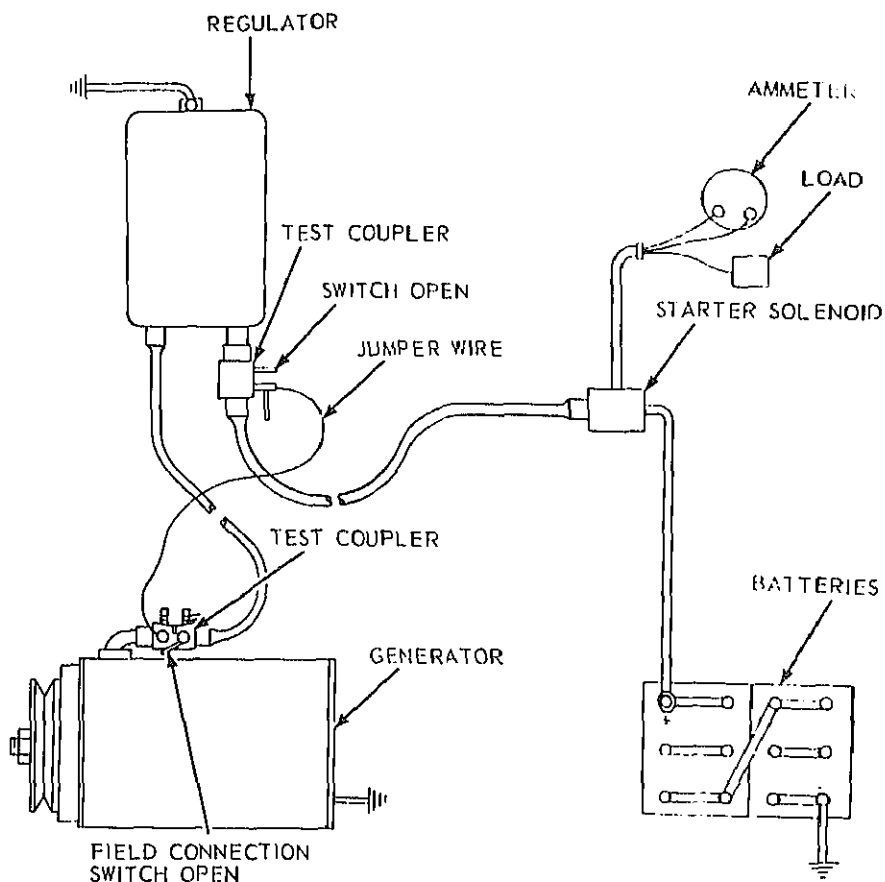 REGULATOR
AMMETER
LOAD
TEST COUPLER
SWITCH OPEN
STARTER SOLENOID
JUMPER WIRE
TEST COUPLER
BATTERIES
GENERATOR
+
FIELD CONNECTION
SWITCH OPEN